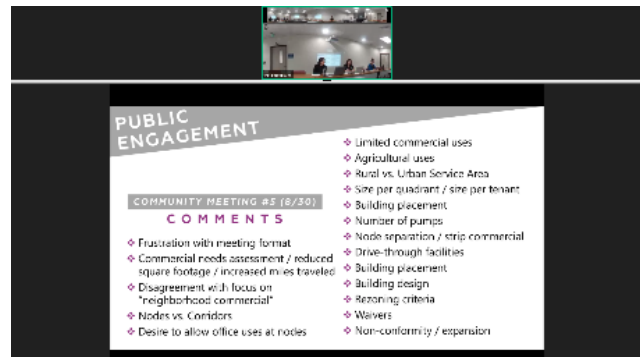 PUBLIC
ENGAGEMENT
COMMUNITY MEETING #5 (8/30)
COMMENTS
❖ Frustration with meeting format
❖ Commercial needs assessment / reduced
square footage / increased miles traveled
❖ Disagreement with focus on
"neighborhood commercial"
❖ Nodes vs. Corridors
❖ Desire to allow office uses at nodes
❖ Limited commercial uses
❖ Agricultural uses
❖ Rural vs. Urban Service Area
❖ Size per quadrant / size per tenant
❖ Building placement
❖ Number of pumps
❖ Node separation / strip commercial
❖ Drive-through facilities
❖ Building placement
❖ Building design
❖ Rezoning criteria
❖ Waivers
❖ Non-conformity / expansion